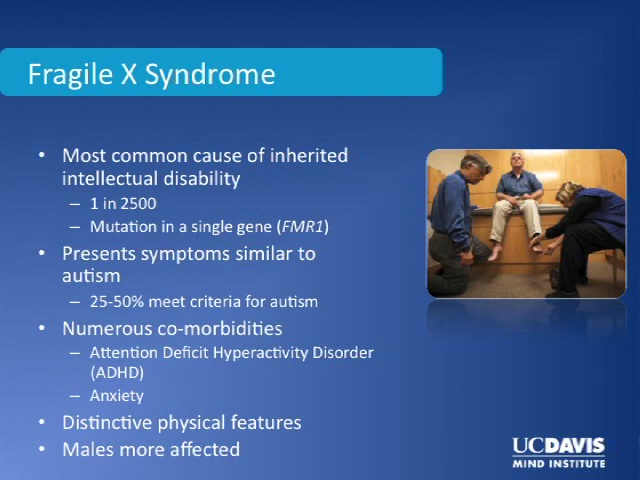 Fragile X Syndrome
• Most common cause of inherited
intellectual disability
– 1 in 2500
– Mutation in a single gene (FMR1)
• Presents symptoms similar to
autism
– 25-50% meet criteria for autism
• Numerous co-morbidities
– Attention Deficit Hyperactivity Disorder
(ADHD)
– Anxiety
• Distinctive physical features
• Males more affected
UCDAVIS
MIND INSTITUTE